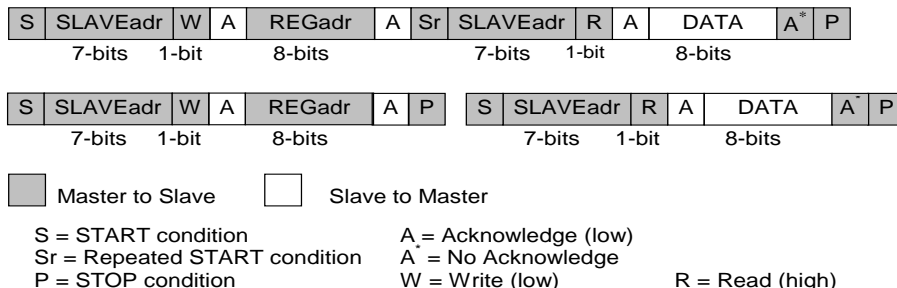 S SLAVEadr W A REGadr A Sr SLAVEadr R A DATA A* P
7-bits 1-bit 8-bits 7-bits 1-bit 8-bits
S SLAVEadr W A REGadr A P S SLAVEadr R A DATA A* P
7-bits 1-bit 8-bits 7-bits 1-bit 8-bits
Master to Slave Slave to Master
S = START condition A = Acknowledge (low)
Sr = Repeated START condition A* = No Acknowledge
P = STOP condition W = Write (low) R = Read (high)